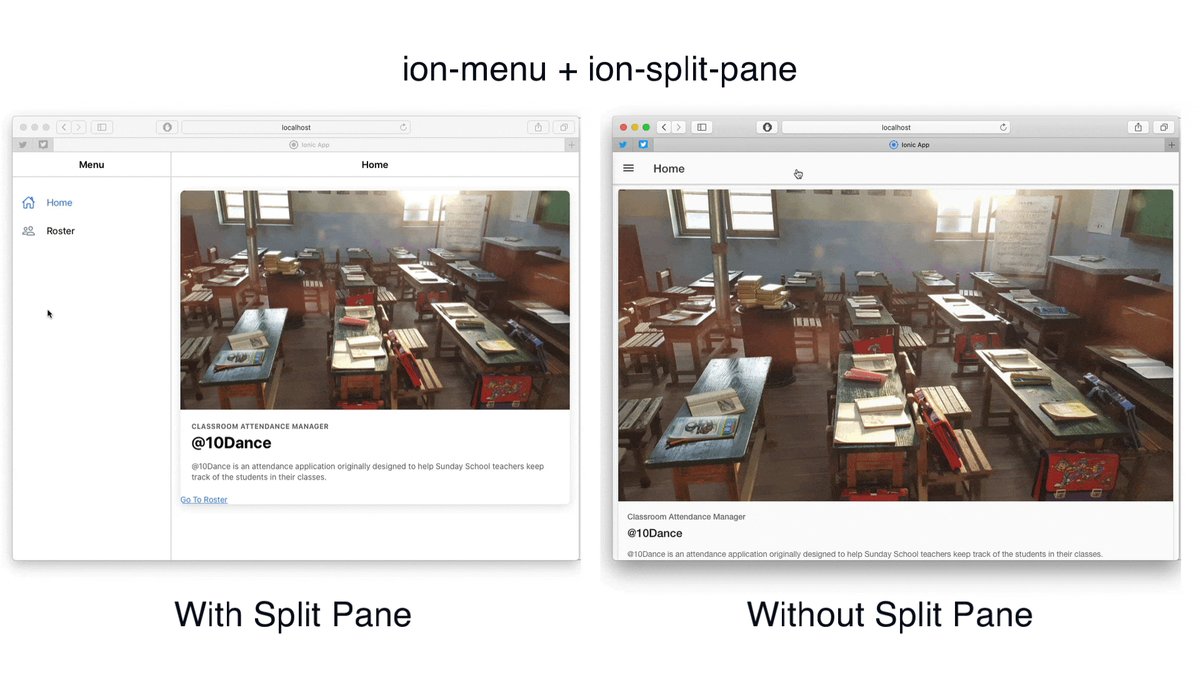 ion-menu + ion-split-pane
localhost
Ionic App
Menu
Home
Home
Roster
CLASSROOM ATTENDANCE MANAGER
@10Dance
@10Dance is an attendance application originally designed to help Sunday School teachers keep
track of the students in their classes.
Go To Roster
With Split Pane
localhost
Ionic App
Home
Classroom Attendance Manager
@10Dance
@10Dance is an attendance application originally designed to help Sunday School teachers keep track of the students in their classes.
Without Split Pane